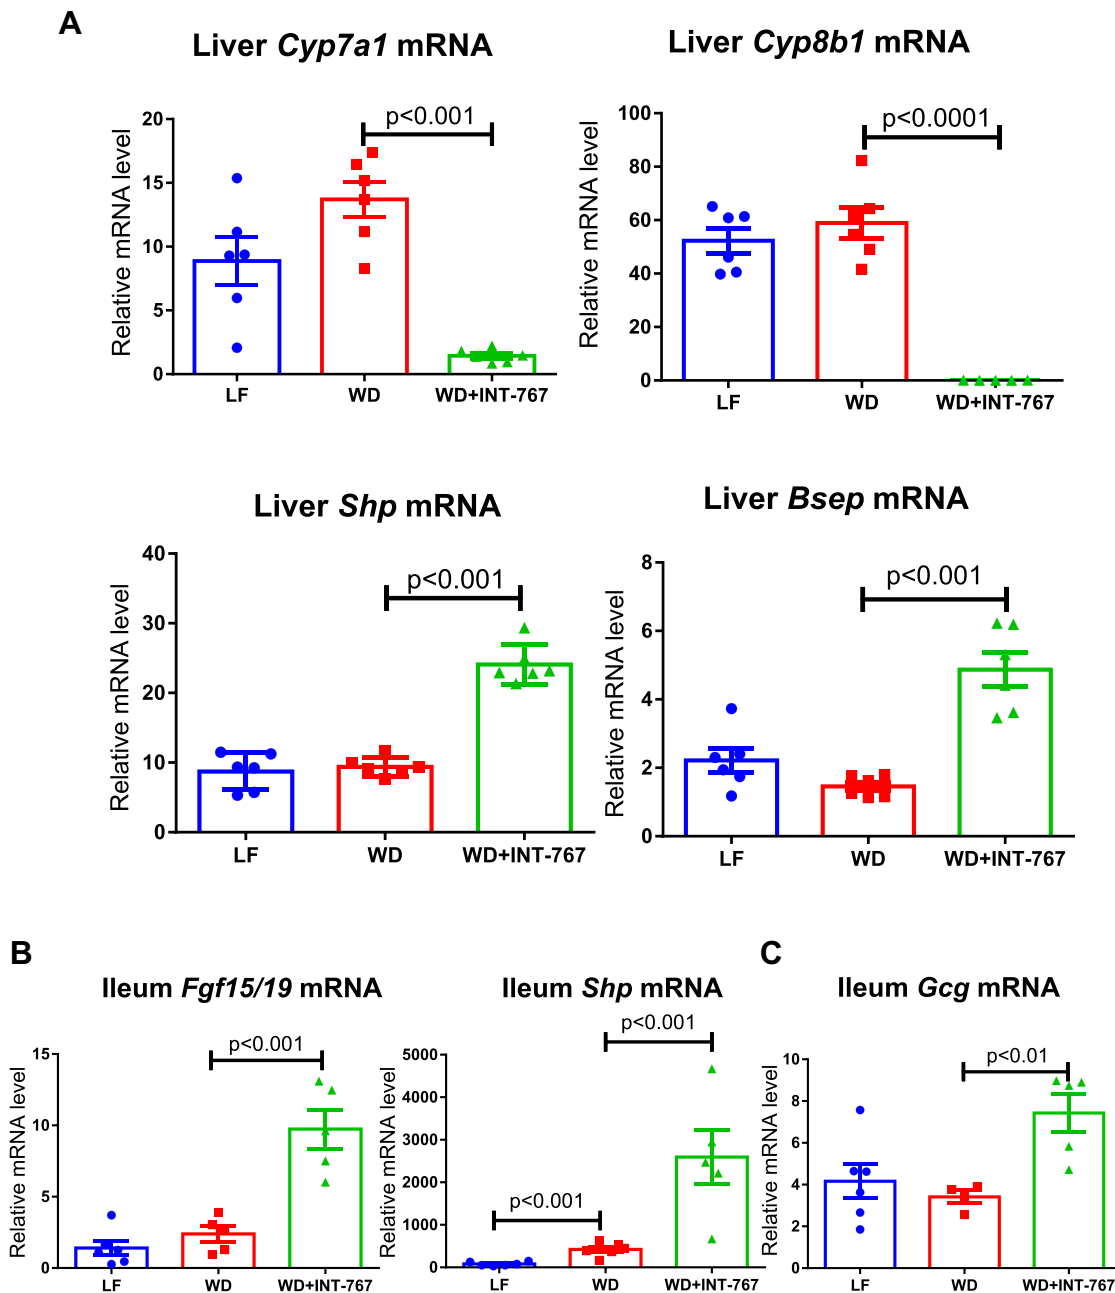 A
Liver Cyp7a1 mRNA
Relative mRNA level
20
15
10
5
0
p<0.001
LF
WD
WD+INT-767
Liver Cyp8b1 mRNA
Relative mRNA level
100
80
60
40
20
0
p<0.0001
LF
WD
WD+INT-767
Liver Shp mRNA
Relative mRNA level
40
30
20
10
0
p<0.001
LF
WD
WD+INT-767
Liver Bsep mRNA
Relative mRNA level
8
6
4
2
0
p<0.001
LF
WD
WD+INT-767
B
Ileum Fgf15/19 mRNA
Relative mRNA level
15
10
5
0
p<0.001
LF
WD
WD+INT-767
Ileum Shp mRNA
Relative mRNA level
5000
4000
3000
2000
1000
0
p<0.001
p<0.001
LF
WD
WD+INT-767
C
Ileum Gcg mRNA
Relative mRNA level
10
8
6
4
2
0
p<0.01
LF
WD
WD+INT-767